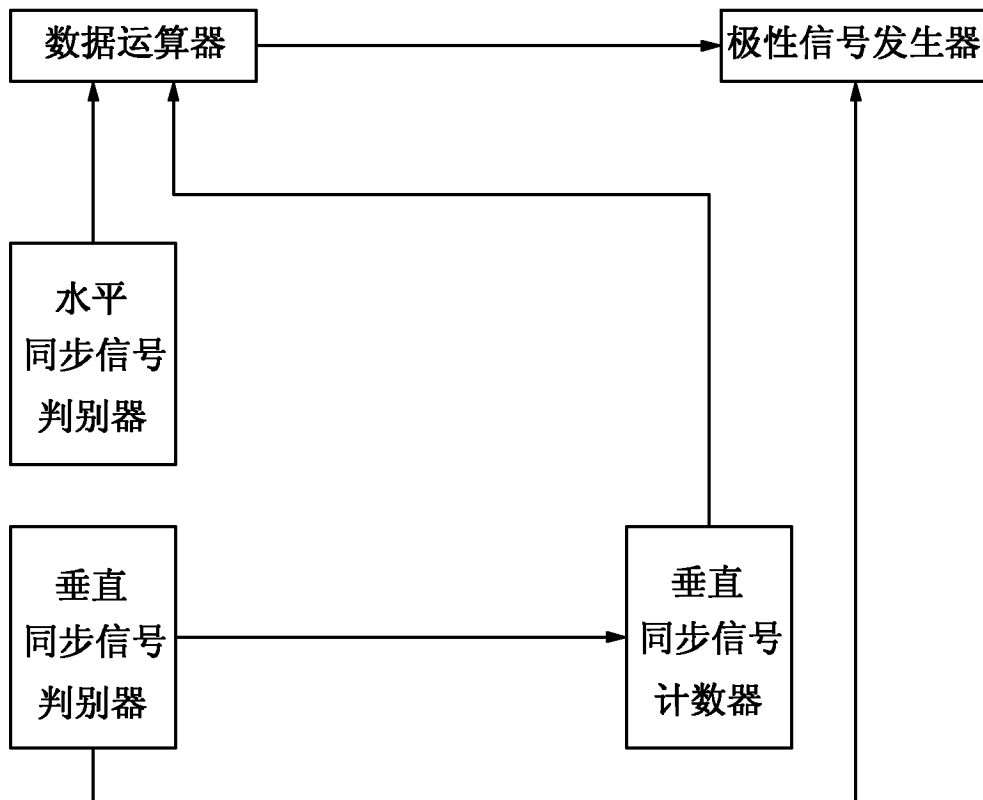 数据运算器
极性信号发生器
水平
同步信号
判别器
垂直
同步信号
判别器
垂直
同步信号
计数器